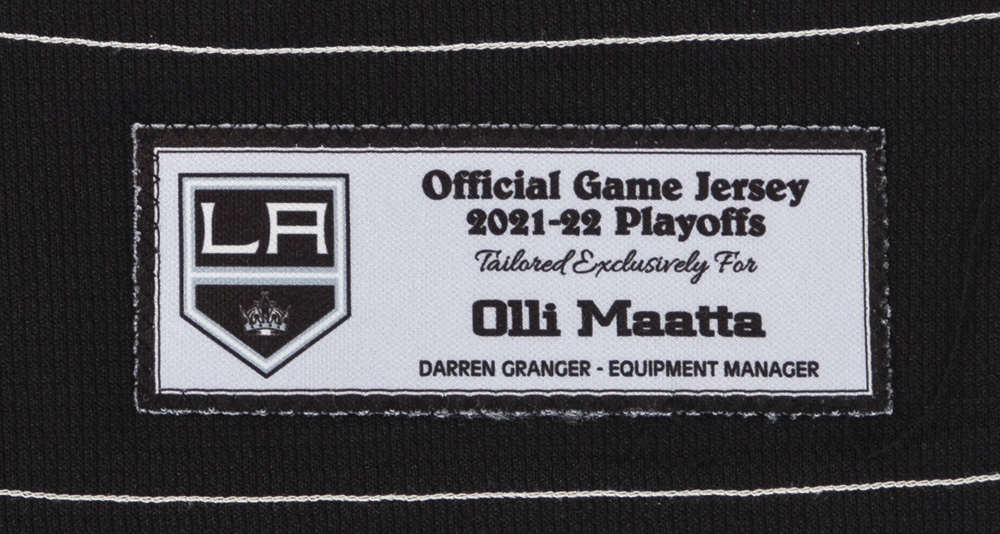 LA
Official Game Jersey
2021-22 Playoffs
Tailored Exclusively For
Olli Maatta
DARREN GRANGER - EQUIPMENT MANAGER